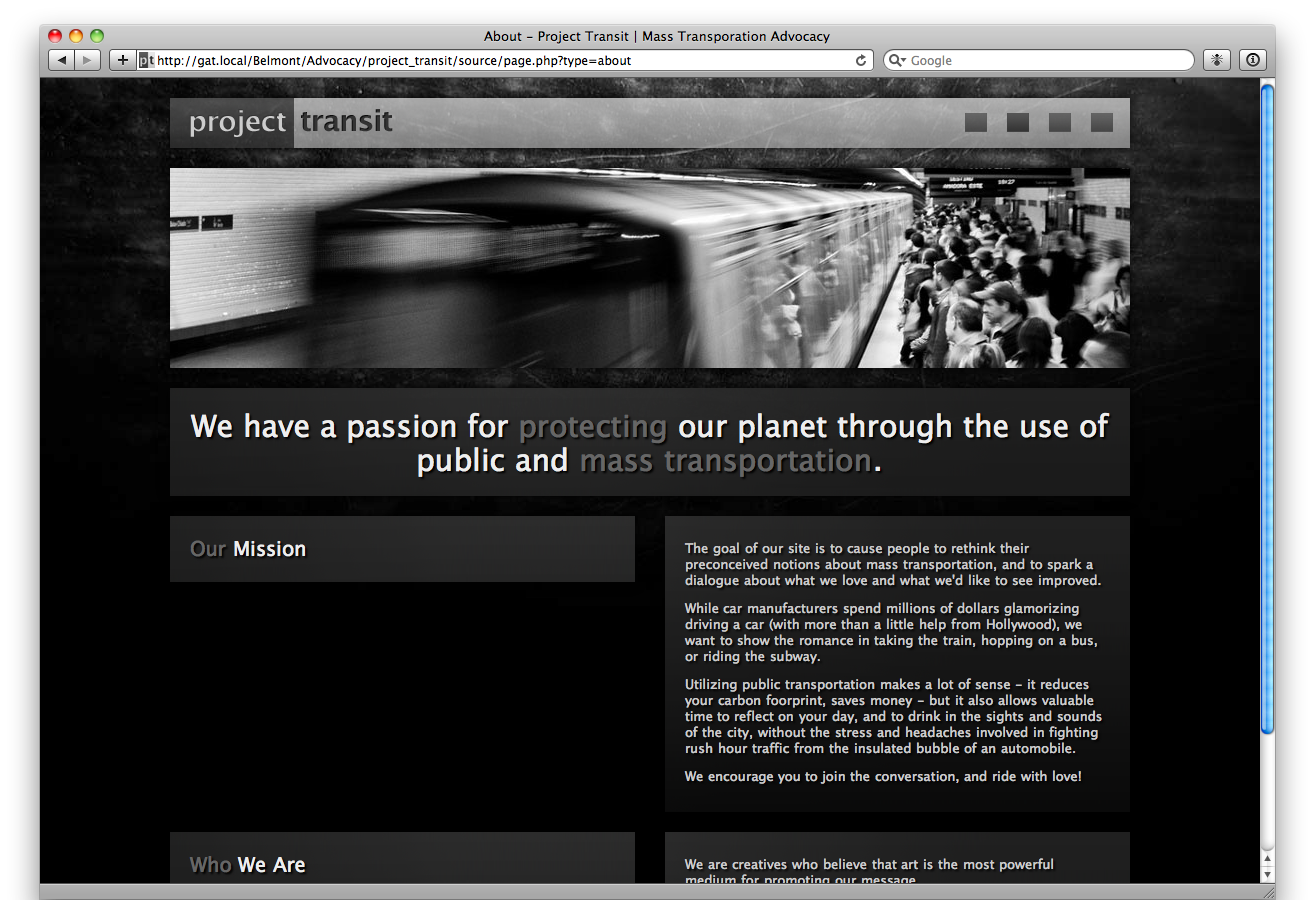 About – Project Transit | Mass Transporation Advocacy
pt http://gat.local/Belmont/Advocacy/project_transit/source/page.php?type=about
Google
project transit
We have a passion for protecting our planet through the use of
public and mass transportation.
Our Mission
The goal of our site is to cause people to rethink their
preconceived notions about mass transportation, and to spark a
dialogue about what we love and what we'd like to see improved.
While car manufacturers spend millions of dollars glamorizing
driving a car (with more than a little help from Hollywood), we
want to show the romance in taking the train, hopping on a bus,
or riding the subway.
Utilizing public transportation makes a lot of sense – it reduces
your carbon foorprint, saves money – but it also allows valuable
time to reflect on your day, and to drink in the sights and sounds
of the city, without the stress and headaches involved in fighting
rush hour traffic from the insulated bubble of an automobile.
We encourage you to join the conversation, and ride with love!
Who We Are
We are creatives who believe that art is the most powerful
medium for promoting our message